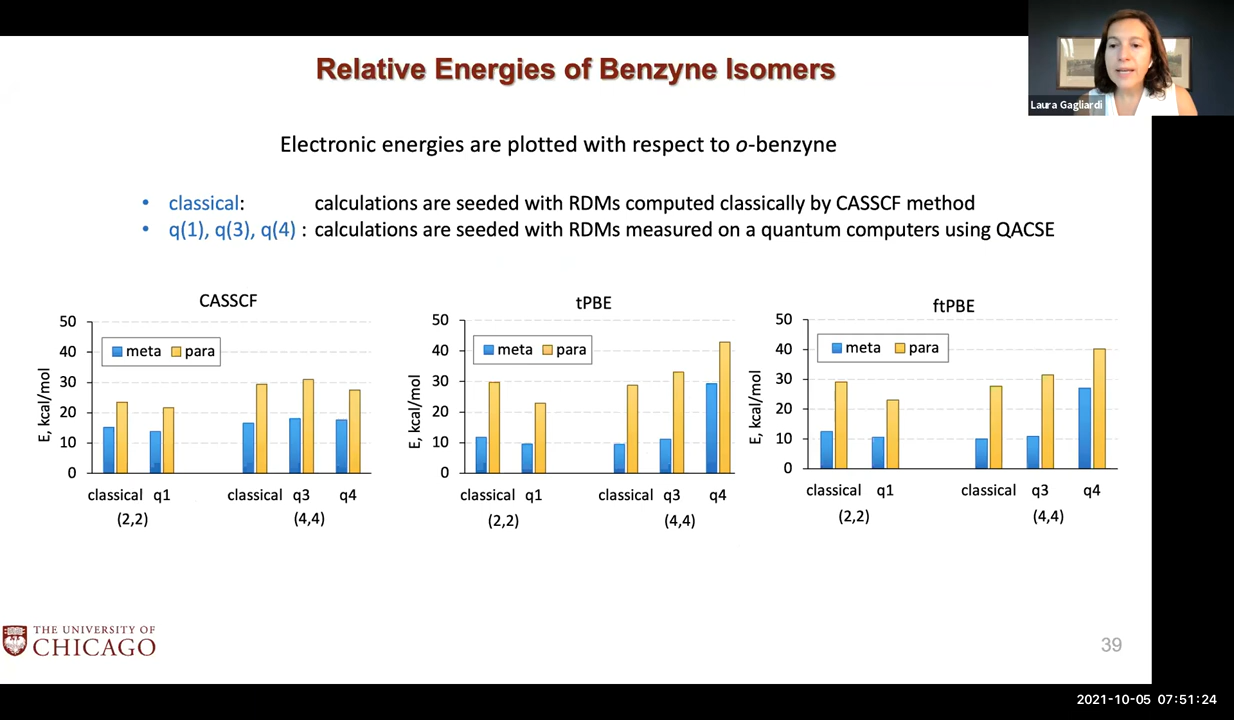 Relative Energies of Benzyne Isomers
Laura Gagliardi
Electronic energies are plotted with respect to o-benzyne
• classical: calculations are seeded with RDMs computed classically by CASSCF method
• q(1), q(3), q(4) : calculations are seeded with RDMs measured on a quantum computers using QACSE
CASSCF
50
40
30
20
10
0
E, kcal/mol
meta para
classical q1 classical q3 q4
(2,2) (4,4)
tPBE
50
40
30
20
10
0
E, kcal/mol
meta para
classical q1 classical q3 q4
(2,2) (4,4)
ftPBE
50
40
30
20
10
0
E, kcal/mol
meta para
classical q1 classical q3 q4
(2,2) (4,4)
THE UNIVERSITY OF
CHICAGO
39
2021-10-05 07:51:24